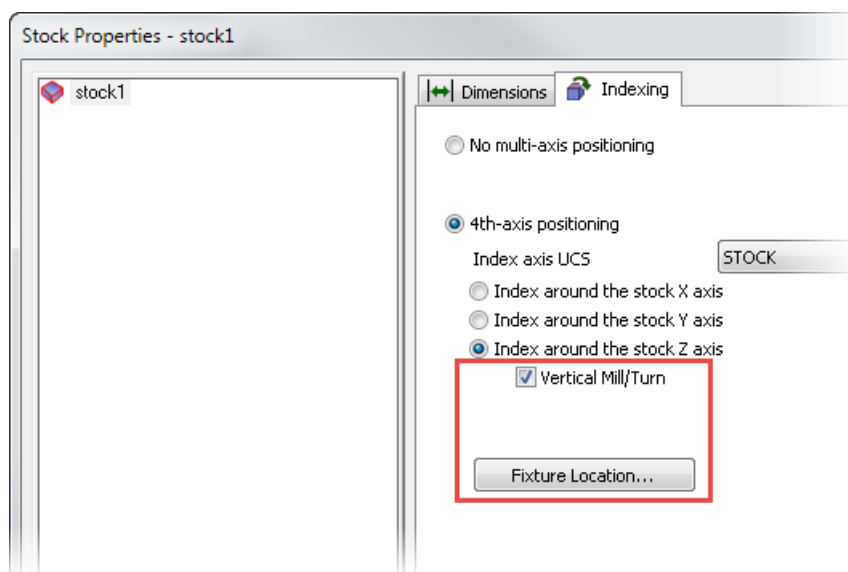 Stock Properties - stock1
stock1
Dimensions
Indexing
No multi-axis positioning
4th-axis positioning
Index axis UCS
STOCK
Index around the stock X axis
Index around the stock Y axis
Index around the stock Z axis
Vertical Mill/Turn
Fixture Location...